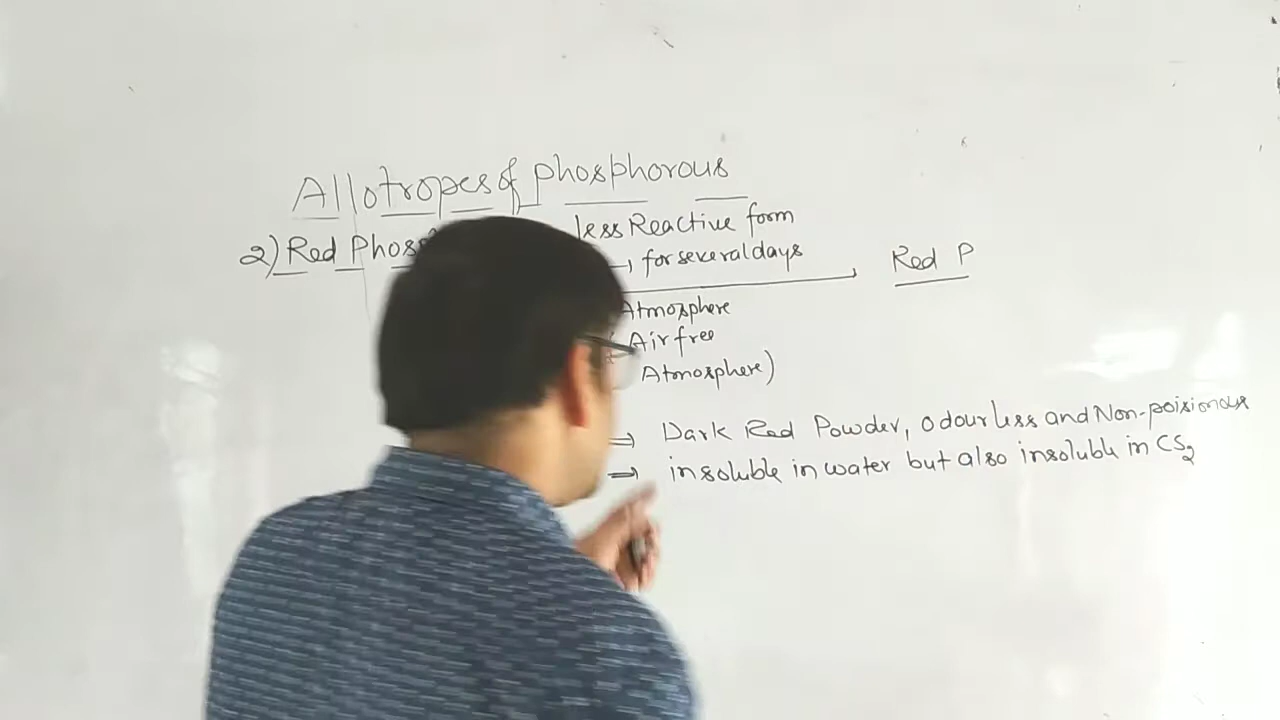 Allotropes of phosphorous
2) Red less Reactive form
for several days Red P
Atmosphere
Air free
Atmosphere)
Dark Red Powder, odourless and Non-poisionous
⇒ insoluble in water but also insoluble in CS₂